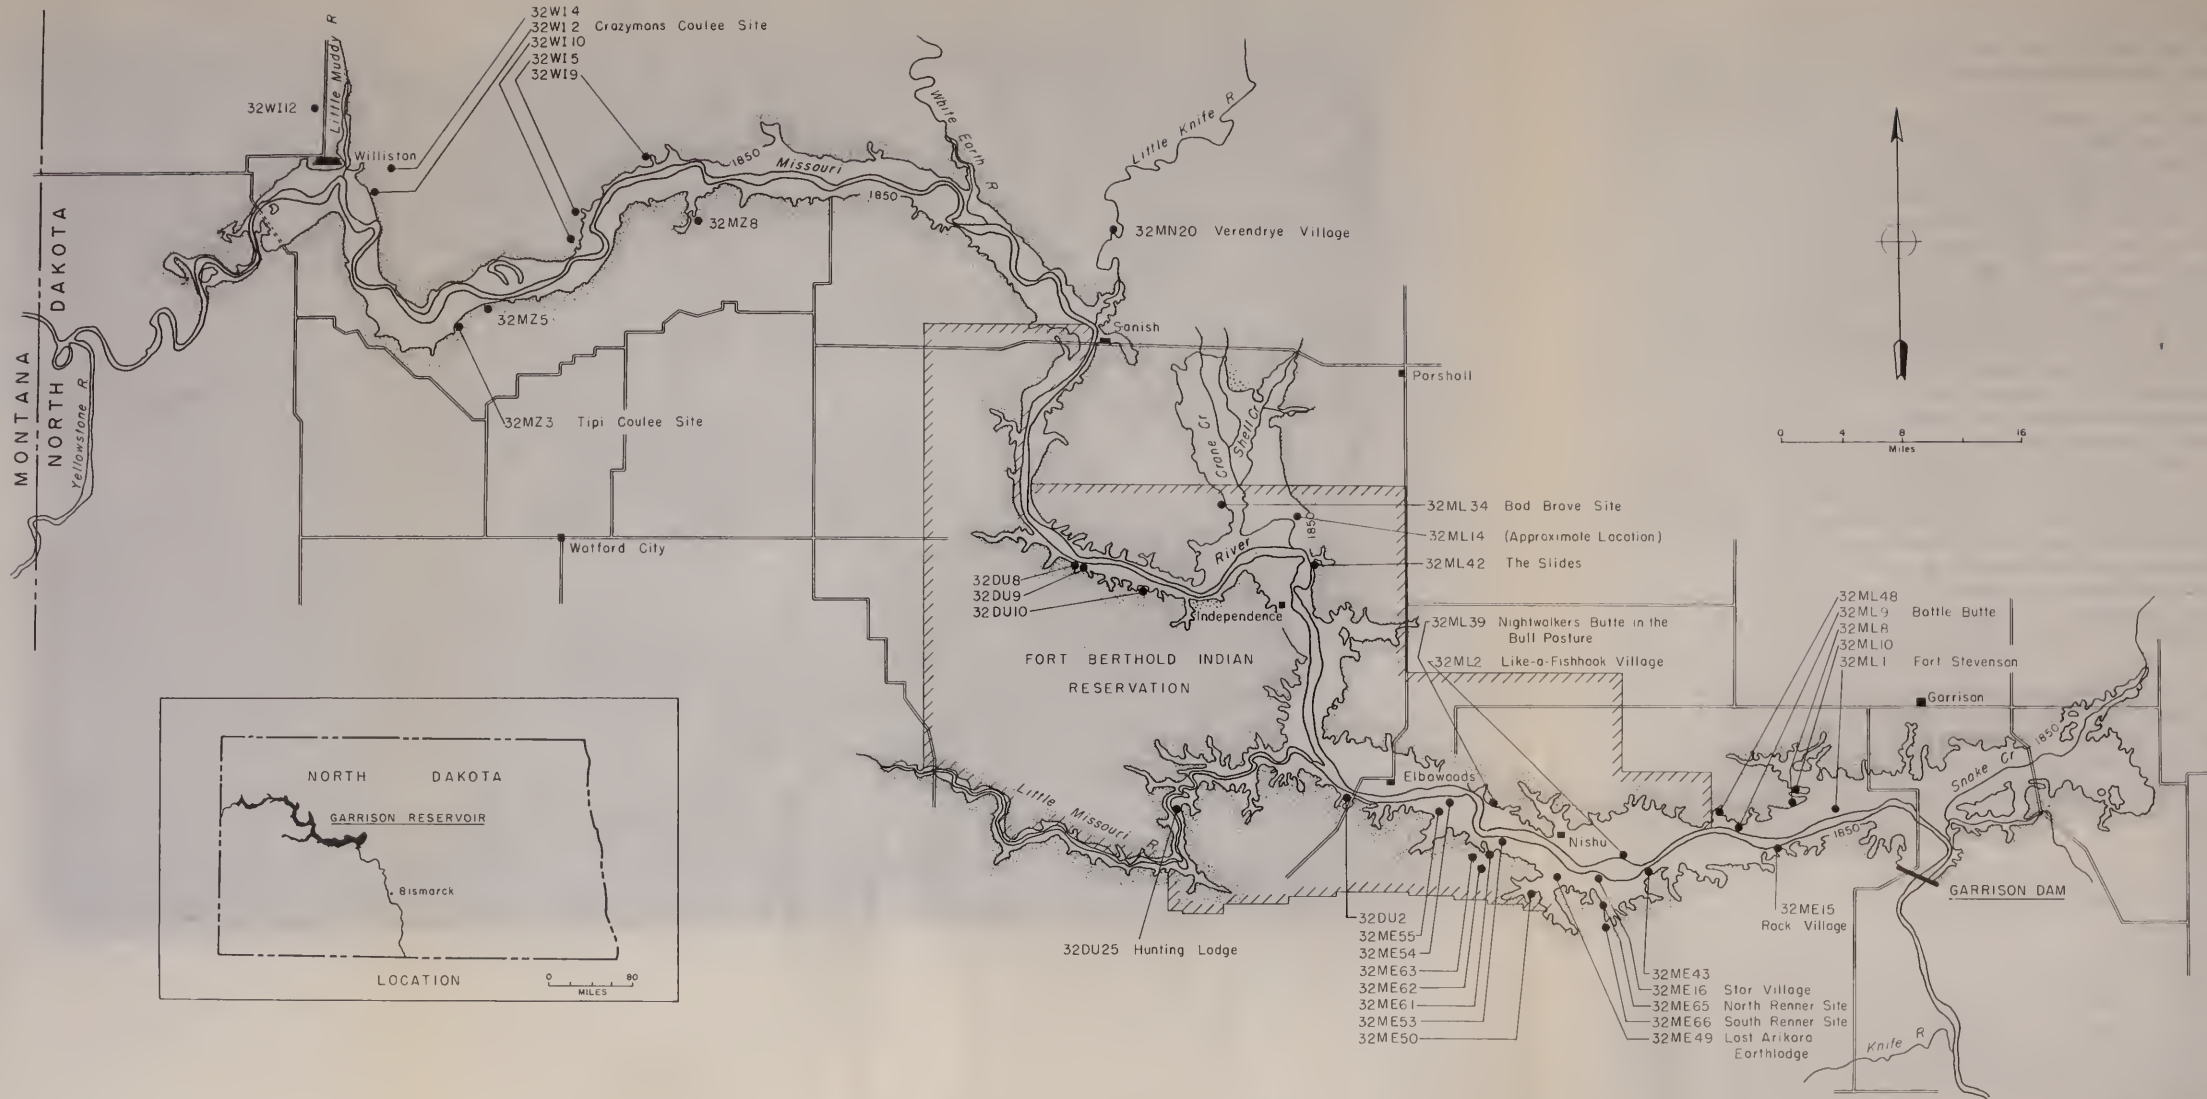 32WI4
32WI2 Crazymans Coulee Site
32WI10
32WI5
32WI9
32WI12
Little Muddy R
Williston
MONTANA
NORTH DAKOTA
Yellowstone R
1850
Missouri
1850
White Earth R
Little Knife R
32MZ8
32MN20 Verendrye Village
32MZ5
32MZ3 Tipi Coulee Site
Sanish
Parshall
0 4 8 16
Miles
Crane Cr
Shell Cr
Watford City
32ML34 Bad Brave Site
32ML14 (Approximate Location)
32ML42 The Slides
1850
River
32DU8
32DU9
32DU10
Independence
FORT BERTHOLD INDIAN
RESERVATION
32ML39 Nightwalkers Butte in the
Bull Posture
32ML2 Like-a-Fishhook Village
32ML48
32ML9 Battle Butte
32ML8
32ML10
32ML1 Fort Stevenson
Garrison
1850
Snake Cr
Elbowoods
Nishu
Little Missouri R
1850
GARRISON DAM
32ME15
Rock Village
32DU25 Hunting Lodge
32DU2
32ME55
32ME54
32ME63
32ME62
32ME61
32ME53
32ME50
32ME43
32ME16 Star Village
32ME65 North Renner Site
32ME66 South Renner Site
32ME49 Lost Arikara
Earthlodge
Knife R
NORTH DAKOTA
GARRISON RESERVOIR
Bismarck
LOCATION
0 80
MILES